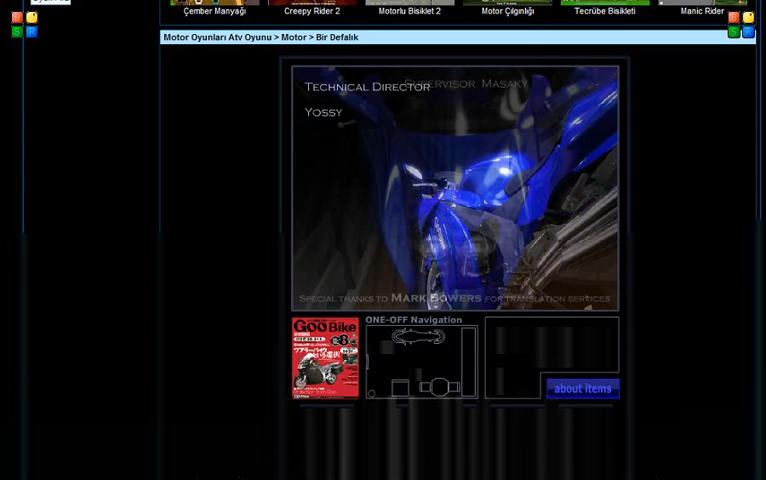 Çember Manyağı
Creepy Rider 2
Motorlu Bisiklet 2
Motor Çılgınlığı
Tecrübe Bisikleti
Manic Rider
B
S R
B
S R
Motor Oyunları Atv Oyunu > Motor > Bir Defalık
Supervisor Masaky
Technical Director
Yossy
Special thanks to Mark Bowers for translation services
ONE-OFF Navigation
Goo Bike
about items